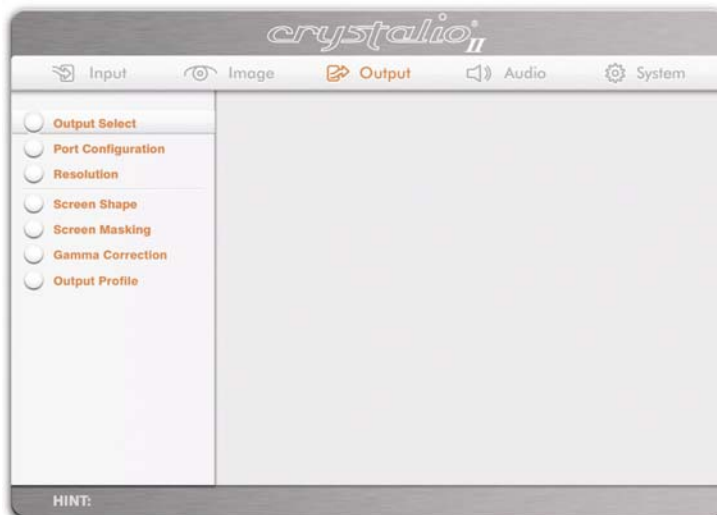 crystalio® II
Input Image Output Audio System
Output Select
Port Configuration
Resolution
Screen Shape
Screen Masking
Gamma Correction
Output Profile
HINT: